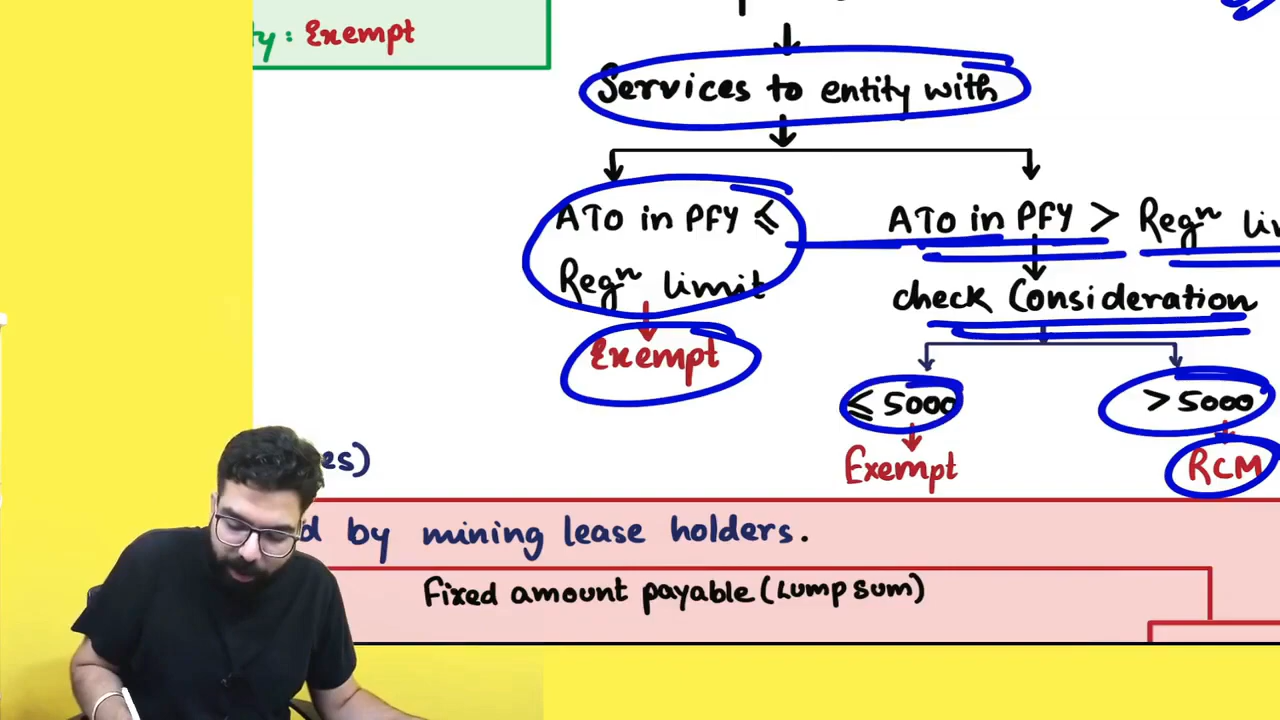 ty: Exempt
Services to entity with
ATO in PFY ⩽
Regⁿ limit
Exempt
ATO in PFY > Regⁿ li
check Consideration
⩽ 5000
> 5000
Exempt
RCM
es)
d by mining lease holders.
Fixed amount payable (Lump sum)